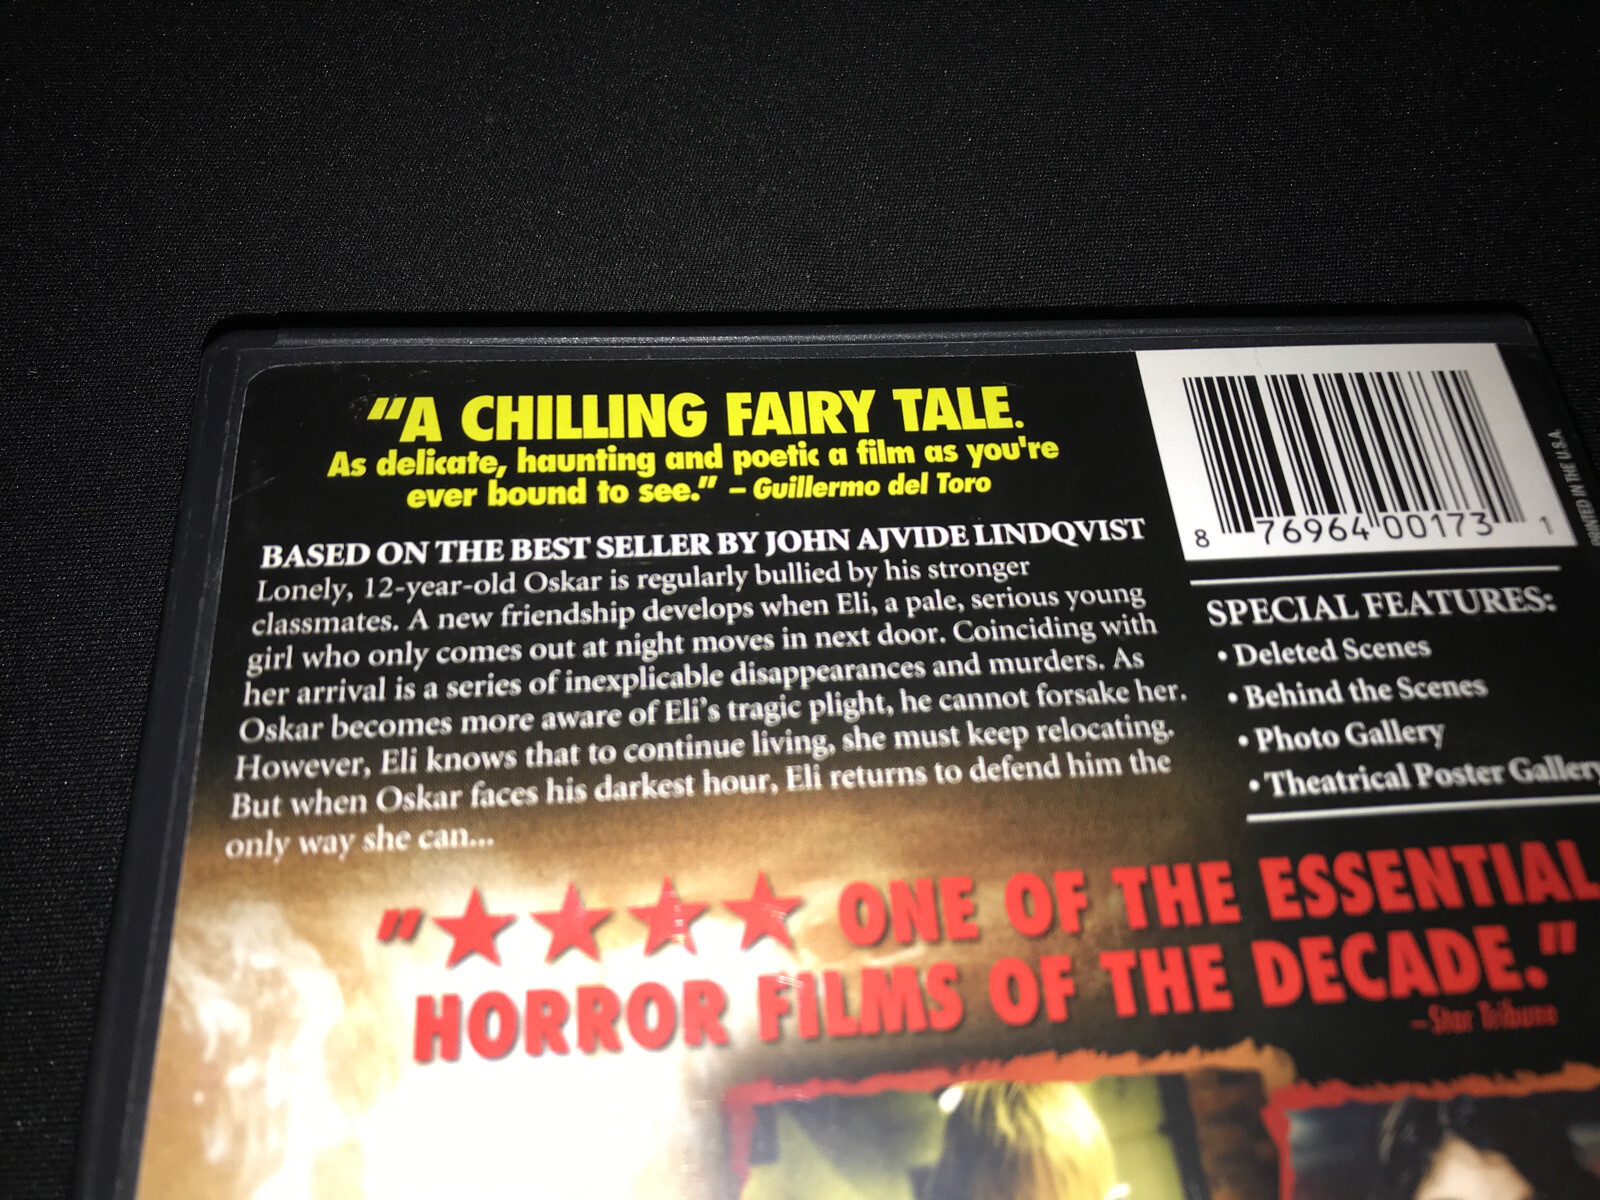 "A CHILLING FAIRY TALE.
As delicate, haunting and poetic a film as you're
ever bound to see." – Guillermo del Toro
BASED ON THE BEST SELLER BY JOHN AJVIDE LINDQVIST
Lonely, 12-year-old Oskar is regularly bullied by his stronger
classmates. A new friendship develops when Eli, a pale, serious young
girl who only comes out at night moves in next door. Coinciding with
her arrival is a series of inexplicable disappearances and murders. As
Oskar becomes more aware of Eli's tragic plight, he cannot forsake her.
However, Eli knows that to continue living, she must keep relocating.
But when Oskar faces his darkest hour, Eli returns to defend him the
only way she can...
8 76964 00173 1
PRINTED IN THE U.S.A.
SPECIAL FEATURES:
• Deleted Scenes
• Behind the Scenes
• Photo Gallery
• Theatrical Poster Gallery
"★★★★ ONE OF THE ESSENTIAL
HORROR FILMS OF THE DECADE."
–Star Tribune